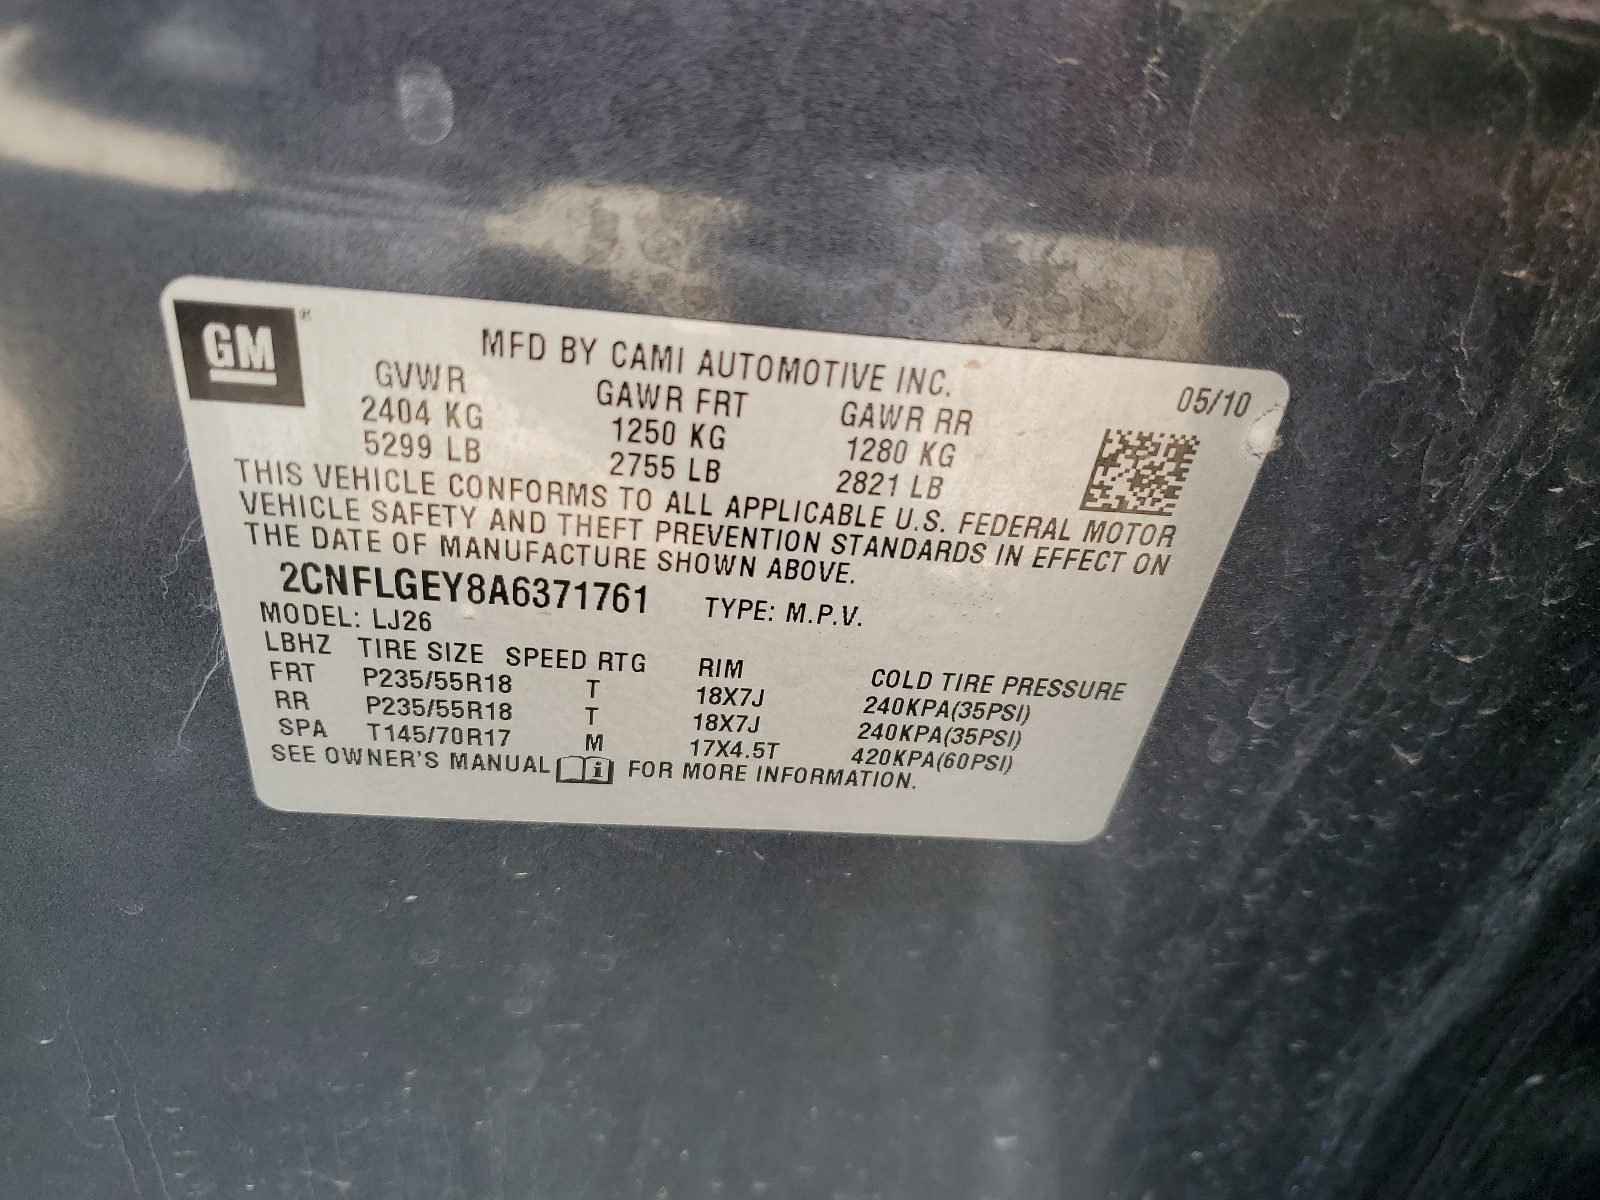 GM ®
MFD BY CAMI AUTOMOTIVE INC. 05/10
GVWR GAWR FRT GAWR RR
2404 KG 1250 KG 1280 KG
5299 LB 2755 LB 2821 LB
THIS VEHICLE CONFORMS TO ALL APPLICABLE U.S. FEDERAL MOTOR
VEHICLE SAFETY AND THEFT PREVENTION STANDARDS IN EFFECT ON
THE DATE OF MANUFACTURE SHOWN ABOVE.
2CNFLGEY8A6371761 TYPE: M.P.V.
MODEL: LJ26
LBHZ TIRE SIZE SPEED RTG RIM COLD TIRE PRESSURE
FRT P235/55R18 T 18X7J 240KPA(35PSI)
RR P235/55R18 T 18X7J 240KPA(35PSI)
SPA T145/70R17 M 17X4.5T 420KPA(60PSI)
SEE OWNER'S MANUAL i FOR MORE INFORMATION.